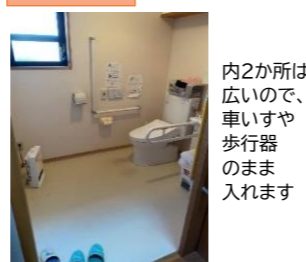 内2か所は
広いので、
車いすや
歩行器
のまま
入れます